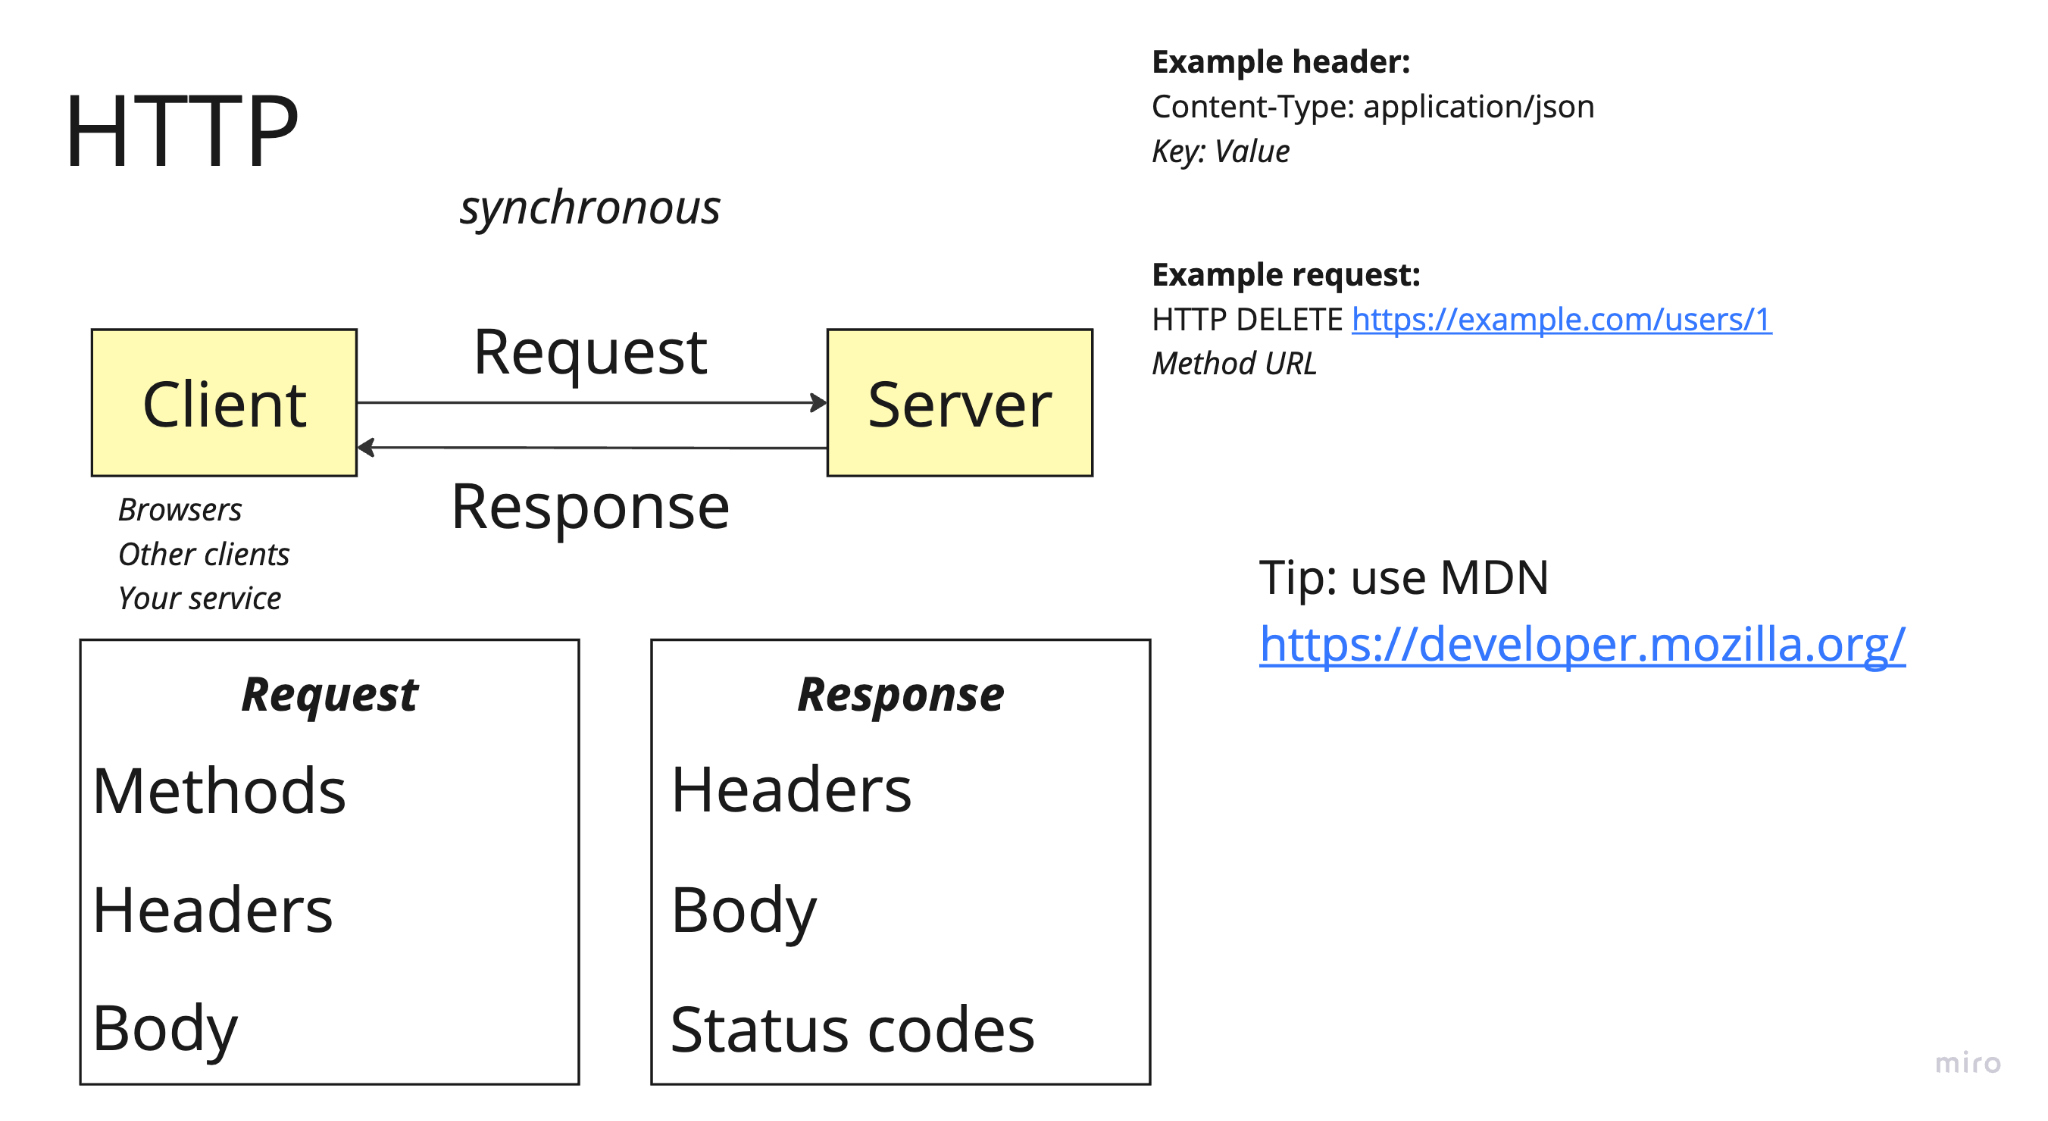 HTTP
synchronous
Client
Request
Response
Server
Browsers
Other clients
Your service
Request
Methods
Headers
Body
Response
Headers
Body
Status codes
Example header:
Content-Type: application/json
Key: Value
Example request:
HTTP DELETE https://example.com/users/1
Method URL
Tip: use MDN
https://developer.mozilla.org/
miro